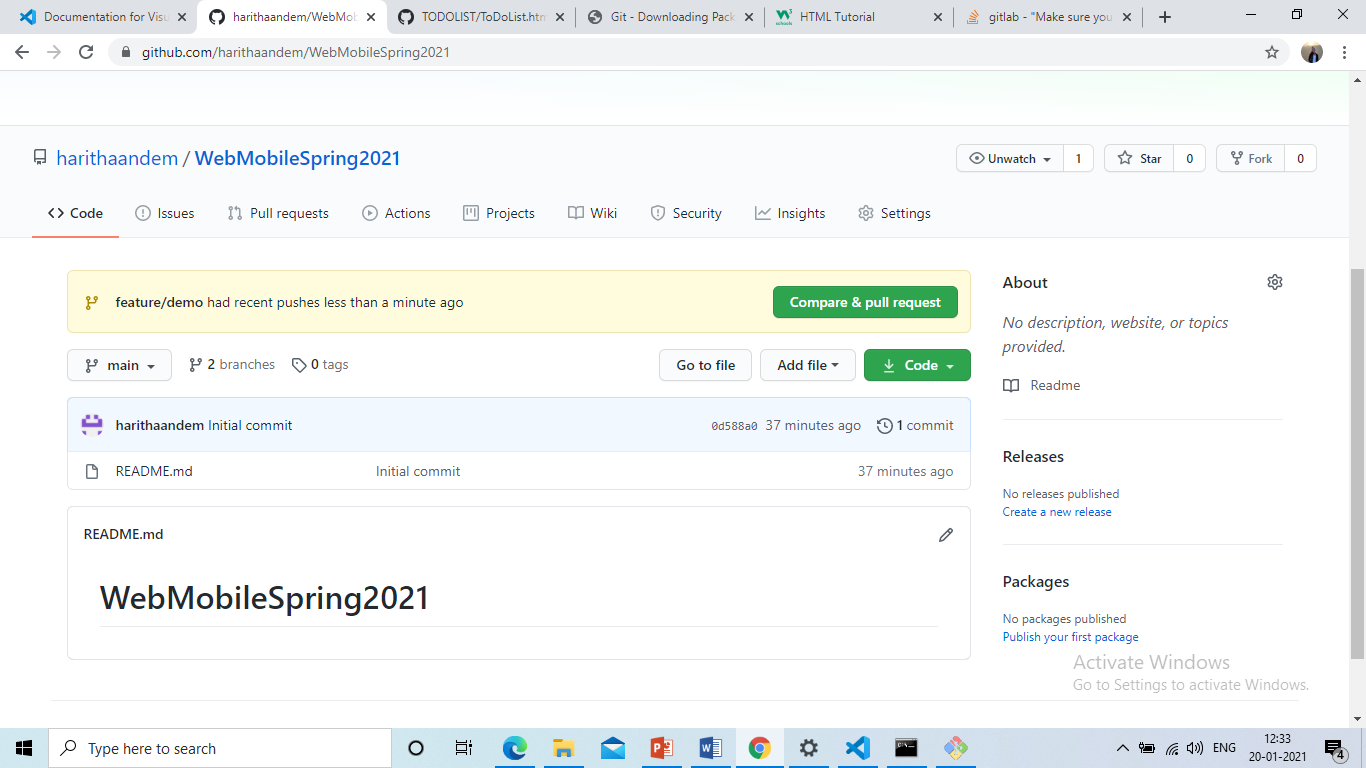 Documentation for Visu
harithaandem/WebMob
TODOLIST/ToDoList.htm
Git - Downloading Pack
HTML Tutorial
gitlab - "Make sure you
github.com/harithaandem/WebMobileSpring2021
harithaandem / WebMobileSpring2021
Unwatch 1
Star 0
Fork 0
Code Issues Pull requests Actions Projects Wiki Security Insights Settings
feature/demo had recent pushes less than a minute ago
Compare & pull request
main 2 branches 0 tags
Go to file Add file Code
harithaandem Initial commit 0d588a0 37 minutes ago 1 commit
README.md Initial commit 37 minutes ago
README.md
WebMobileSpring2021
About
No description, website, or topics
provided.
Readme
Releases
No releases published
Create a new release
Packages
No packages published
Publish your first package
Activate Windows
Go to Settings to activate Windows.
Type here to search
ENG
12:33
20-01-2021
4